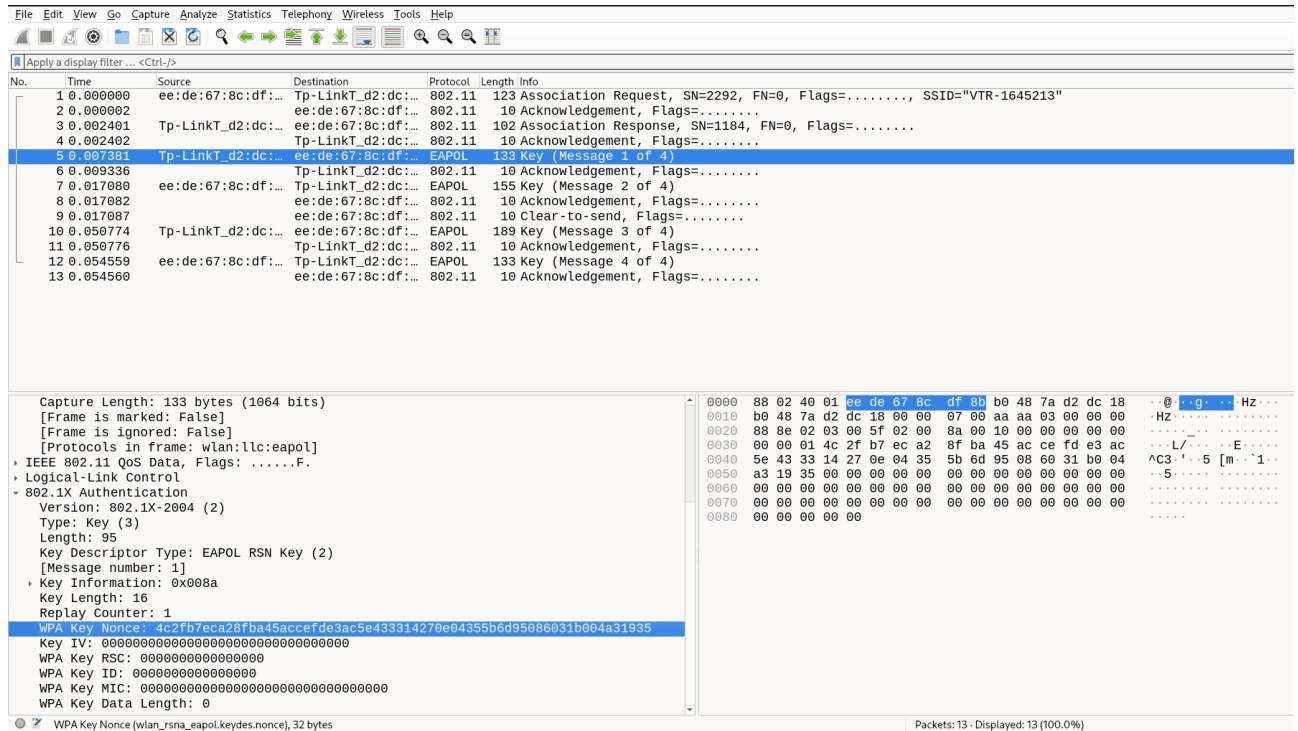 File Edit View Go Capture Analyze Statistics Telephony Wireless Tools Help
Apply a display filter ... <Ctrl-/>
No. Time Source Destination Protocol Length Info
1 0.000000 ee:de:67:8c:df:… Tp-LinkT_d2:dc:… 802.11 123 Association Request, SN=2292, FN=0, Flags=........, SSID="VTR-1645213"
2 0.000002 ee:de:67:8c:df:… 802.11 10 Acknowledgement, Flags=........
3 0.002401 Tp-LinkT_d2:dc:… ee:de:67:8c:df:… 802.11 102 Association Response, SN=1184, FN=0, Flags=........
4 0.002402 Tp-LinkT_d2:dc:… 802.11 10 Acknowledgement, Flags=........
5 0.007381 Tp-LinkT_d2:dc:… ee:de:67:8c:df:… EAPOL 133 Key (Message 1 of 4)
6 0.009336 Tp-LinkT_d2:dc:… 802.11 10 Acknowledgement, Flags=........
7 0.017080 ee:de:67:8c:df:… Tp-LinkT_d2:dc:… EAPOL 155 Key (Message 2 of 4)
8 0.017082 ee:de:67:8c:df:… 802.11 10 Acknowledgement, Flags=........
9 0.017087 ee:de:67:8c:df:… 802.11 10 Clear-to-send, Flags=........
10 0.050774 Tp-LinkT_d2:dc:… ee:de:67:8c:df:… EAPOL 189 Key (Message 3 of 4)
11 0.050776 Tp-LinkT_d2:dc:… 802.11 10 Acknowledgement, Flags=........
12 0.054559 ee:de:67:8c:df:… Tp-LinkT_d2:dc:… EAPOL 133 Key (Message 4 of 4)
13 0.054560 ee:de:67:8c:df:… 802.11 10 Acknowledgement, Flags=........
Capture Length: 133 bytes (1064 bits)
[Frame is marked: False]
[Frame is ignored: False]
[Protocols in frame: wlan:llc:eapol]
IEEE 802.11 QoS Data, Flags: ......F.
Logical-Link Control
802.1X Authentication
Version: 802.1X-2004 (2)
Type: Key (3)
Length: 95
Key Descriptor Type: EAPOL RSN Key (2)
[Message number: 1]
Key Information: 0x008a
Key Length: 16
Replay Counter: 1
WPA Key Nonce: 4c2fb7eca28fba45accefde3ac5e433314270e04355b6d95086031b004a31935
Key IV: 00000000000000000000000000000000
WPA Key RSC: 0000000000000000
WPA Key ID: 0000000000000000
WPA Key MIC: 00000000000000000000000000000000
WPA Key Data Length: 0
0000 88 02 40 01 ee de 67 8c df 8b b0 48 7a d2 dc 18 ··@···g· ···Hz···
0010 b0 48 7a d2 dc 18 00 00 07 00 aa aa 03 00 00 00 ·Hz····· ········
0020 88 8e 02 03 00 5f 02 00 8a 00 10 00 00 00 00 00 ·····_·· ········
0030 00 00 01 4c 2f b7 ec a2 8f ba 45 ac ce fd e3 ac ···L/··· ··E·····
0040 5e 43 33 14 27 0e 04 35 5b 6d 95 08 60 31 b0 04 ^C3·'··5 [m··`1··
0050 a3 19 35 00 00 00 00 00 00 00 00 00 00 00 00 00 ··5····· ········
0060 00 00 00 00 00 00 00 00 00 00 00 00 00 00 00 00 ········ ········
0070 00 00 00 00 00 00 00 00 00 00 00 00 00 00 00 00 ········ ········
0080 00 00 00 00 00 ·····
WPA Key Nonce (wlan_rsna_eapol.keydes.nonce), 32 bytes
Packets: 13 · Displayed: 13 (100.0%)